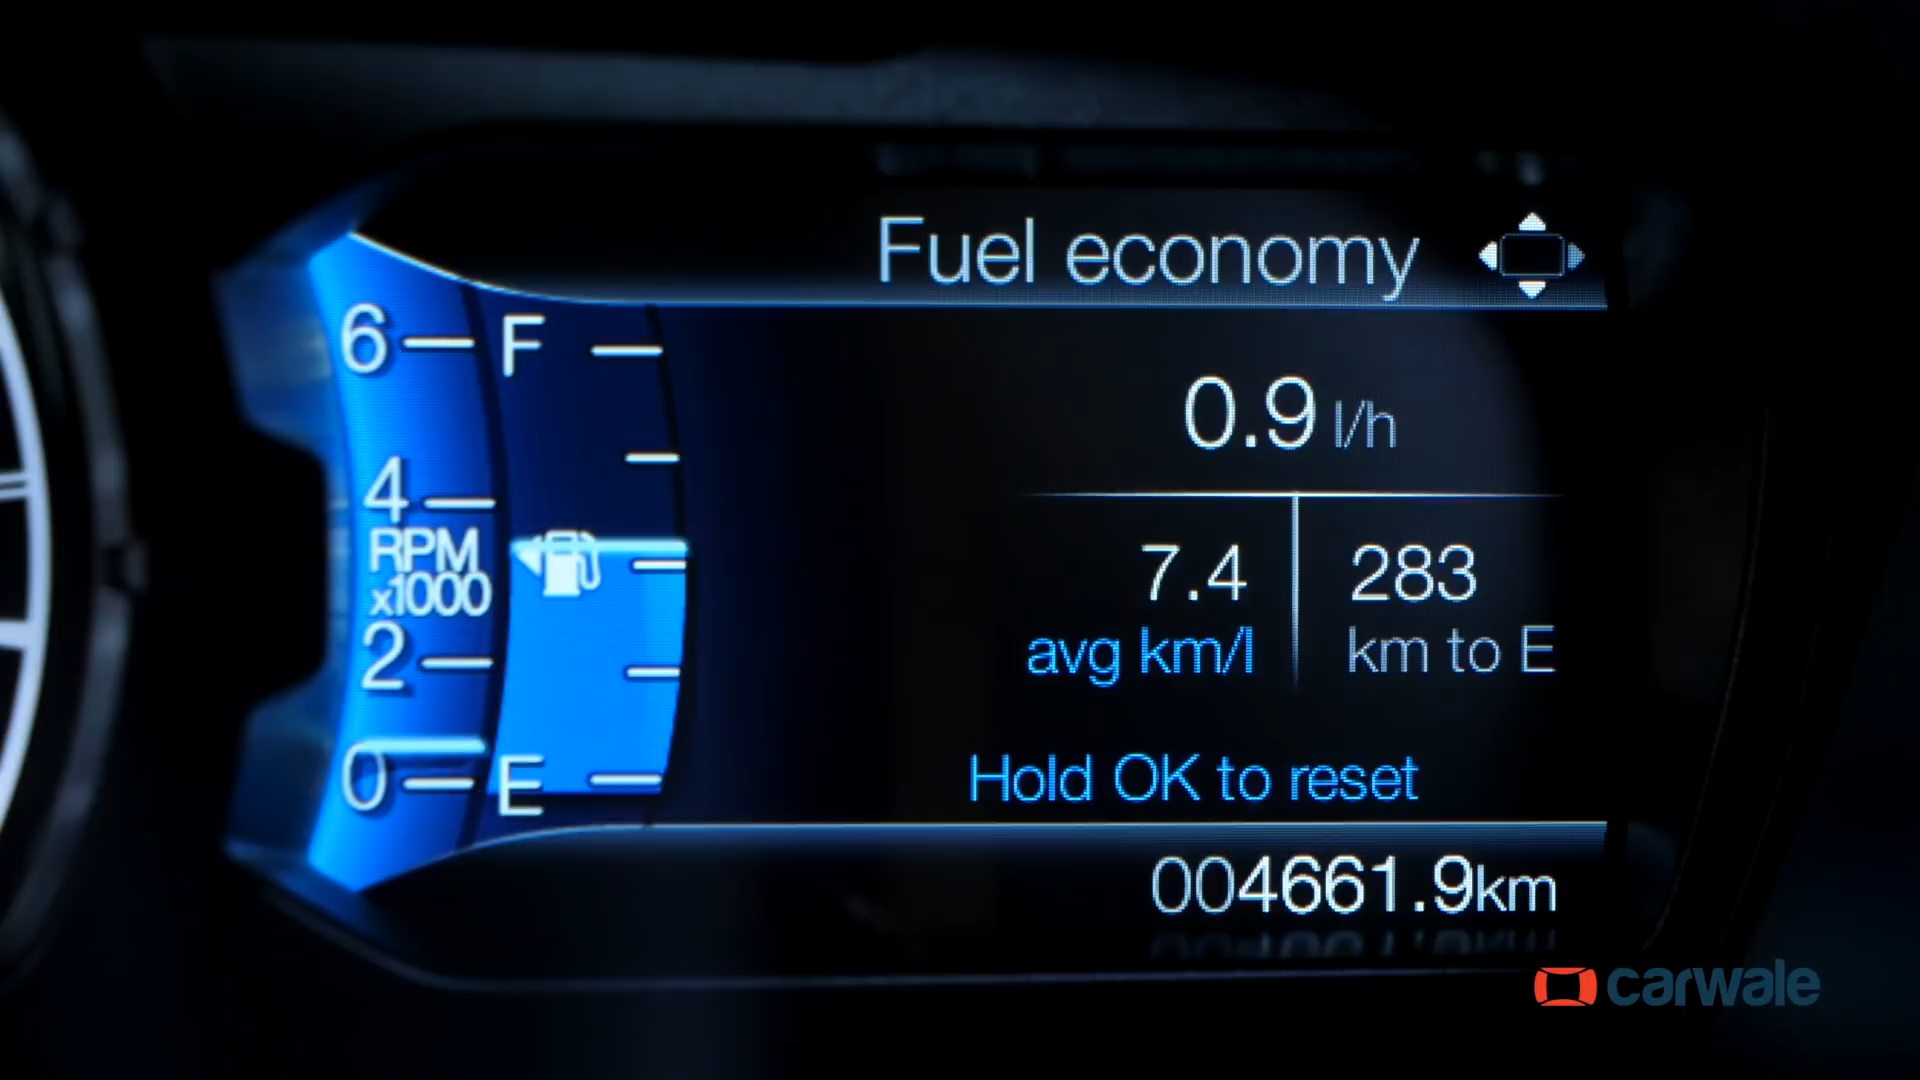 Fuel economy
6
F
0.9 l/h
4
RPM
x1000
7.4
283
2
avg km/l
km to E
0
E
Hold OK to reset
004661.9km
carwale